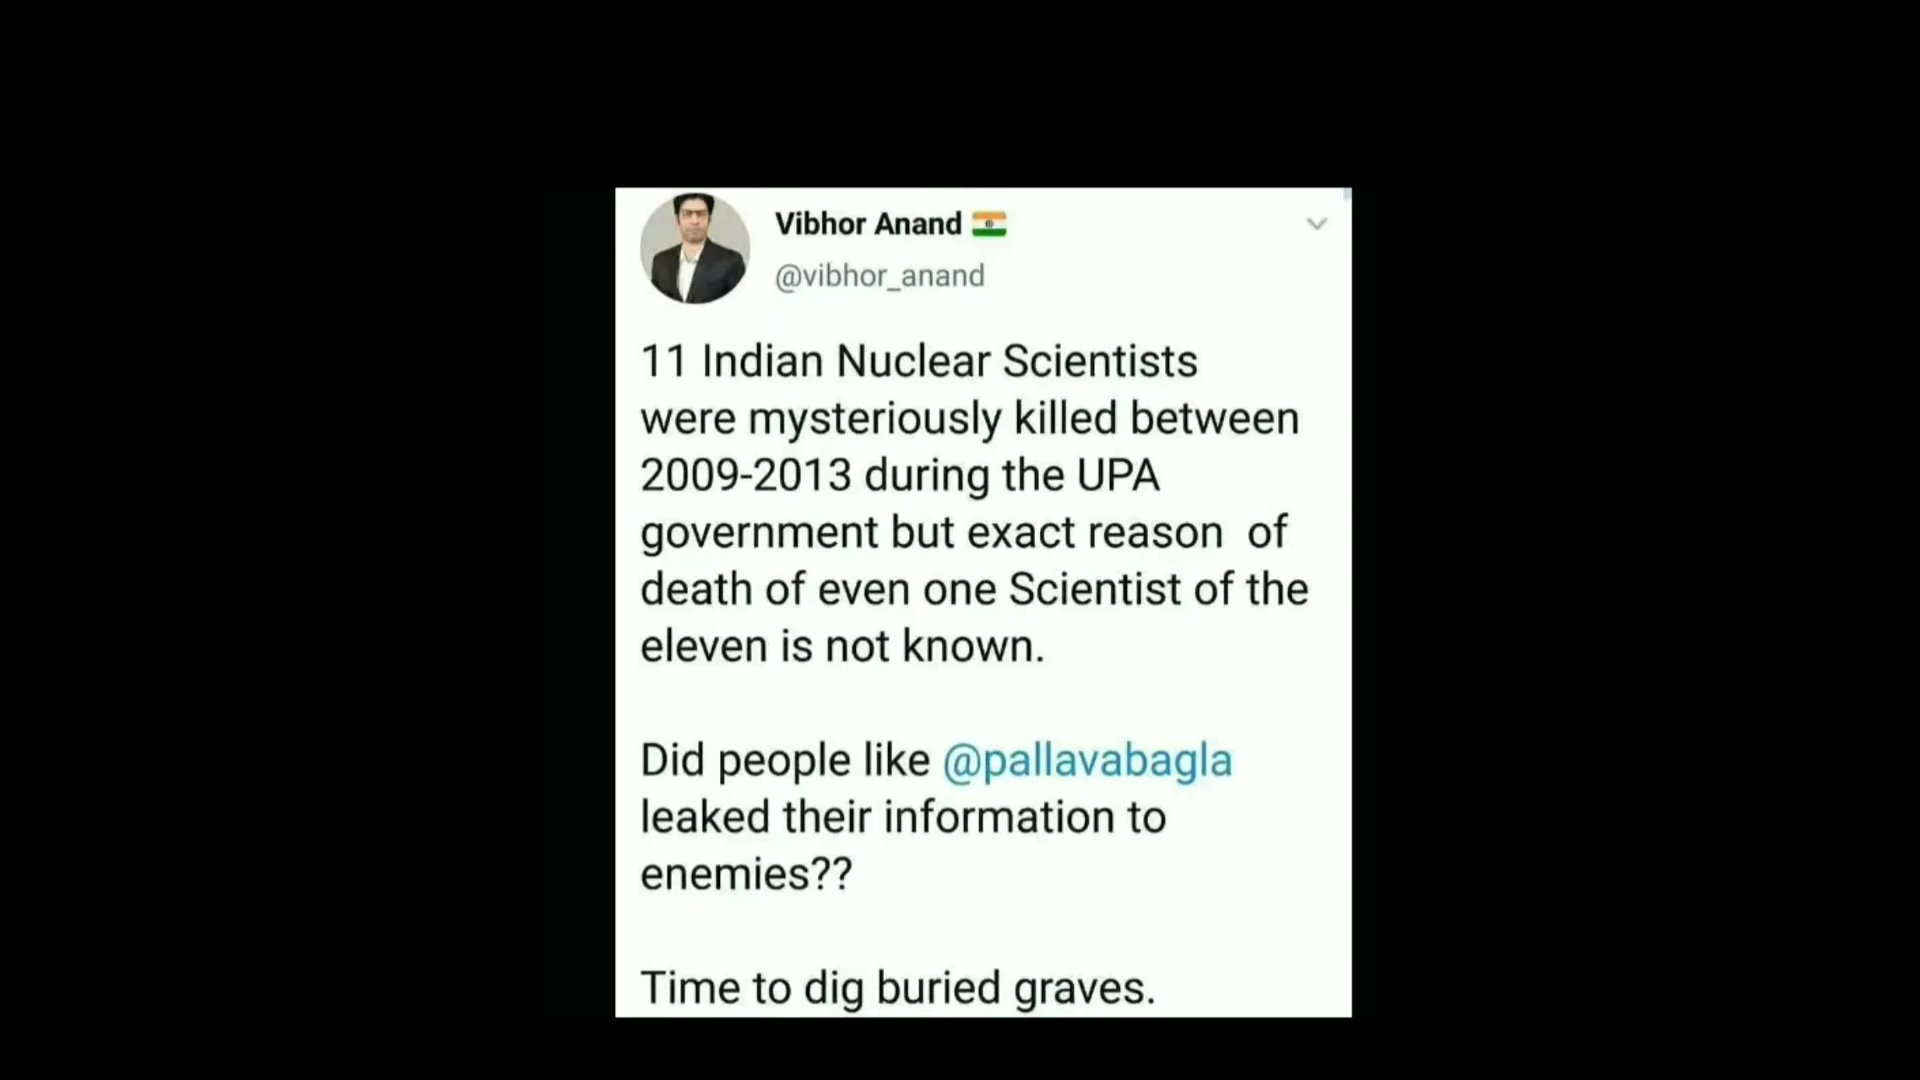 Vibhor Anand 🇮🇳
@vibhor_anand
11 Indian Nuclear Scientists
were mysteriously killed between
2009-2013 during the UPA
government but exact reason of
death of even one Scientist of the
eleven is not known.
Did people like @pallavabagla
leaked their information to
enemies??
Time to dig buried graves.